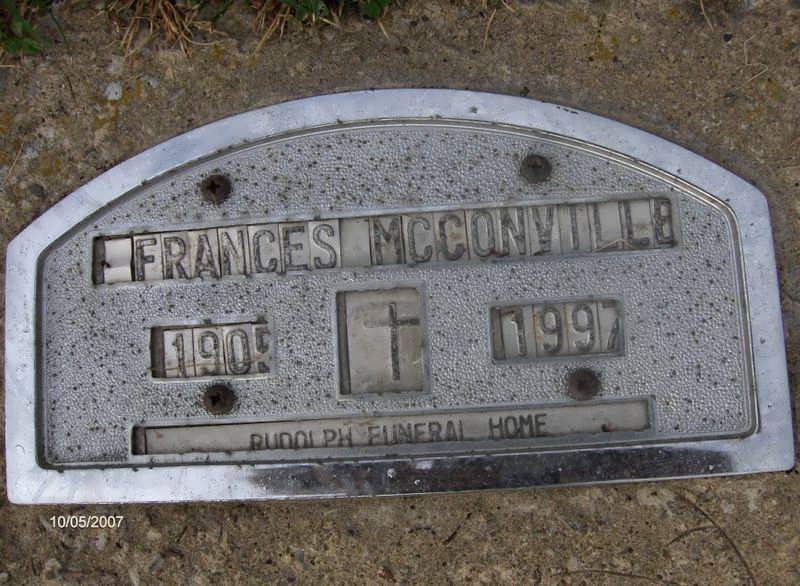 FRANCES MCCONVILLE
1905 1997
RUDOLPH FUNERAL HOME
10/05/2007